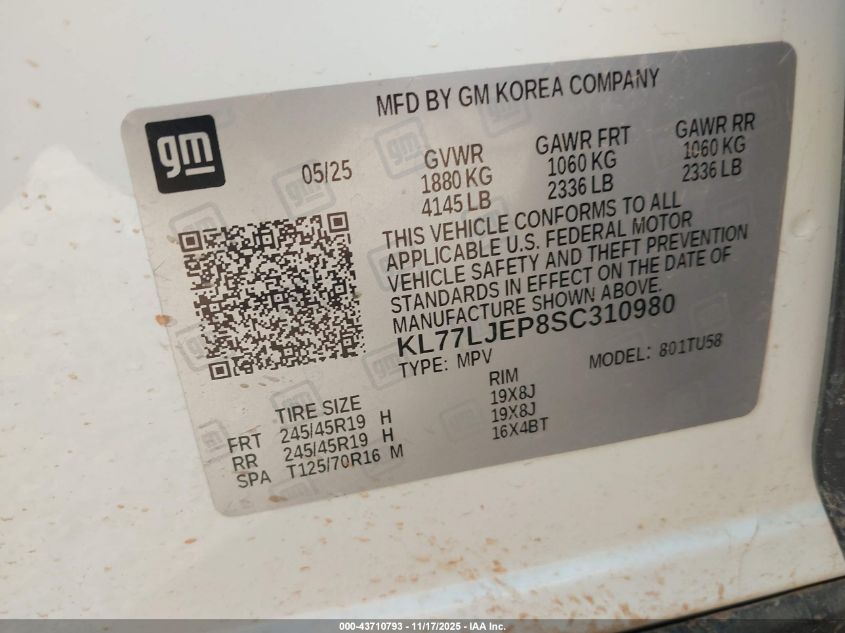 MFD BY GM KOREA COMPANY
gm
05/25
GVWR
1880 KG
4145 LB
GAWR FRT
1060 KG
2336 LB
GAWR RR
1060 KG
2336 LB
THIS VEHICLE CONFORMS TO ALL
APPLICABLE U.S. FEDERAL MOTOR
VEHICLE SAFETY AND THEFT PREVENTION
STANDARDS IN EFFECT ON THE DATE OF
MANUFACTURE SHOWN ABOVE.
KL77LJEP8SC310980
TYPE: MPV
MODEL: 801TU58
TIRE SIZE RIM
FRT 245/45R19 H 19X8J
RR 245/45R19 H 19X8J
SPA T125/70R16 M 16X4BT
000-43710793 - 11/17/2025 - IAA Inc.